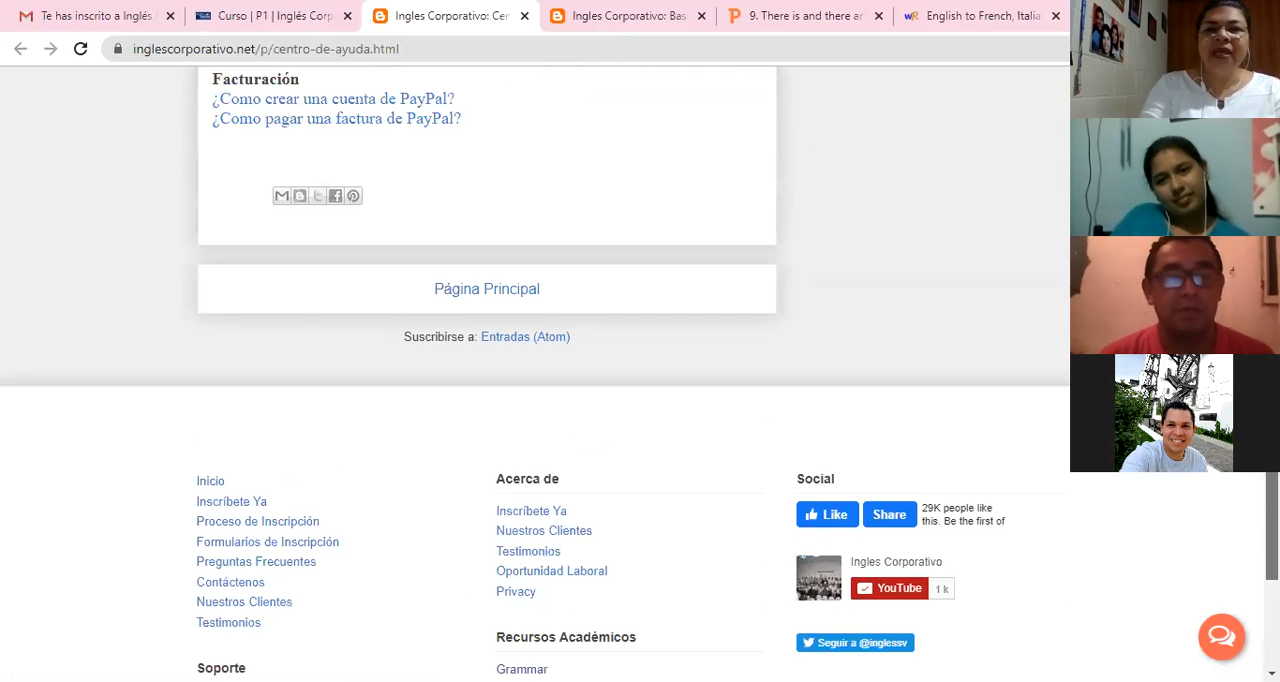 Te has inscrito a Inglés
Curso | P1 | Inglés Corp
Ingles Corporativo: Cer
Ingles Corporativo: Bas
9. There is and there ar
English to French, Italia
inglescorporativo.net/p/centro-de-ayuda.html
Facturación
¿Como crear una cuenta de PayPal?
¿Como pagar una factura de PayPal?
Página Principal
Suscribirse a: Entradas (Atom)
Inicio
Inscríbete Ya
Proceso de Inscripción
Formularios de Inscripción
Preguntas Frecuentes
Contáctenos
Nuestros Clientes
Testimonios
Soporte
Acerca de
Inscríbete Ya
Nuestros Clientes
Testimonios
Oportunidad Laboral
Privacy
Recursos Académicos
Grammar
Social
Like Share 29K people like
this. Be the first of
Ingles Corporativo
YouTube 1k
Seguir a @inglessv